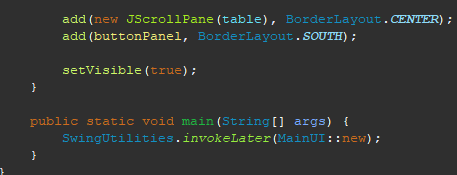 add(new JScrollPane(table), BorderLayout.CENTER);
add(buttonPanel, BorderLayout.SOUTH);
setVisible(true);
}
public static void main(String[] args) {
SwingUtilities.invokeLater(MainUI::new);
}
}